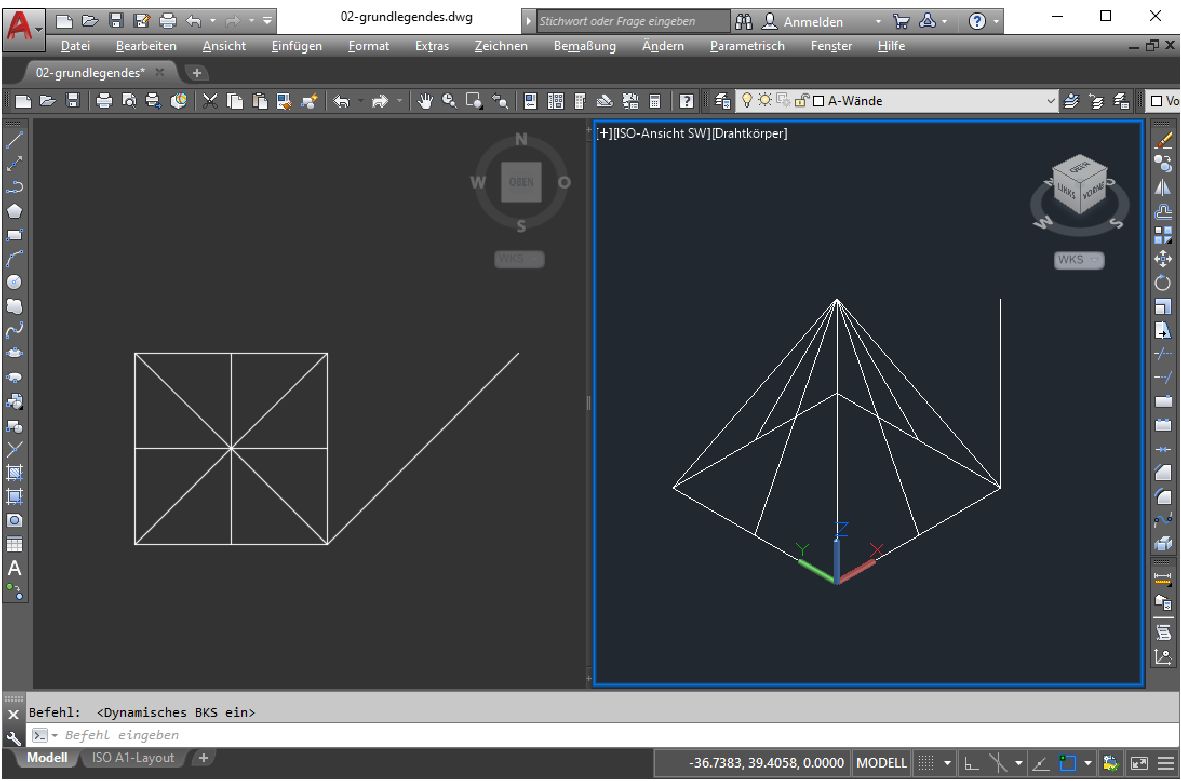 02-grundlegendes.dwg
Stichwort oder Frage eingeben
Anmelden
Datei Bearbeiten Ansicht Einfügen Format Extras Zeichnen Bemaßung Ändern Parametrisch Fenster Hilfe
02-grundlegendes*
A-Wände
Vo
[+][ISO-Ansicht SW][Drahtkörper]
N
W OBEN O
S
WKS
OBEN
LINKS VORNE
W S
WKS
Z
Y X
A
Befehl: <Dynamisches BKS ein>
Befehl eingeben
Modell ISO A1-Layout
-36.7383, 39.4058, 0.0000 MODELL